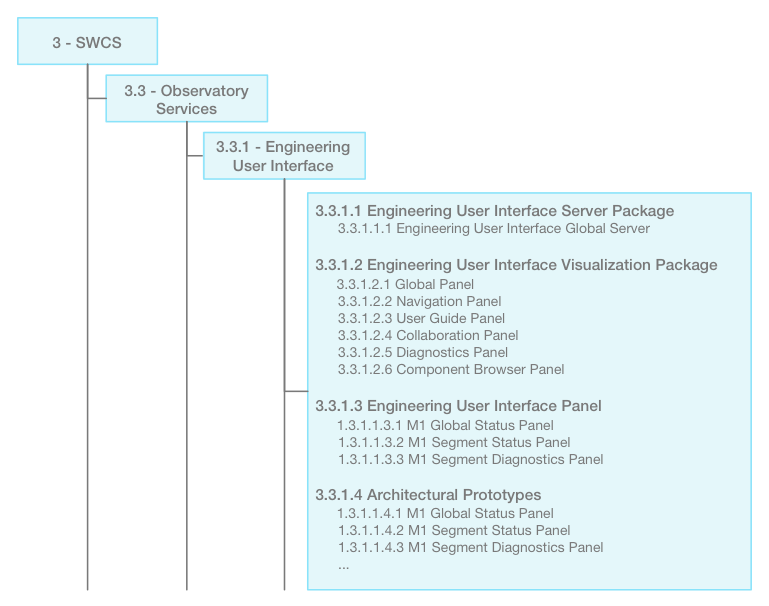 3 - SWCS
3.3 - Observatory
Services
3.3.1 - Engineering
User Interface
3.3.1.1 Engineering User Interface Server Package
3.3.1.1.1 Engineering User Interface Global Server
3.3.1.2 Engineering User Interface Visualization Package
3.3.1.2.1 Global Panel
3.3.1.2.2 Navigation Panel
3.3.1.2.3 User Guide Panel
3.3.1.2.4 Collaboration Panel
3.3.1.2.5 Diagnostics Panel
3.3.1.2.6 Component Browser Panel
3.3.1.3 Engineering User Interface Panel
1.3.1.1.3.1 M1 Global Status Panel
1.3.1.1.3.2 M1 Segment Status Panel
1.3.1.1.3.3 M1 Segment Diagnostics Panel
3.3.1.4 Architectural Prototypes
1.3.1.1.4.1 M1 Global Status Panel
1.3.1.1.4.2 M1 Segment Status Panel
1.3.1.1.4.3 M1 Segment Diagnostics Panel
...